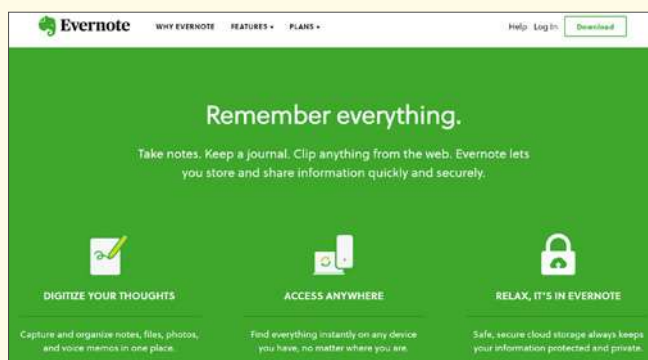 Evernote WHY EVERNOTE FEATURES PLANS Help Log In Download
Remember everything.
Take notes. Keep a journal. Clip anything from the web. Evernote lets
you store and share information quickly and securely.
DIGITIZE YOUR THOUGHTS
Capture and organize notes, files, photos,
and voice memos in one place.
ACCESS ANYWHERE
Find everything instantly on any device
you have, no matter where you are.
RELAX, IT'S IN EVERNOTE
Safe, secure cloud storage always keeps
your information protected and private.